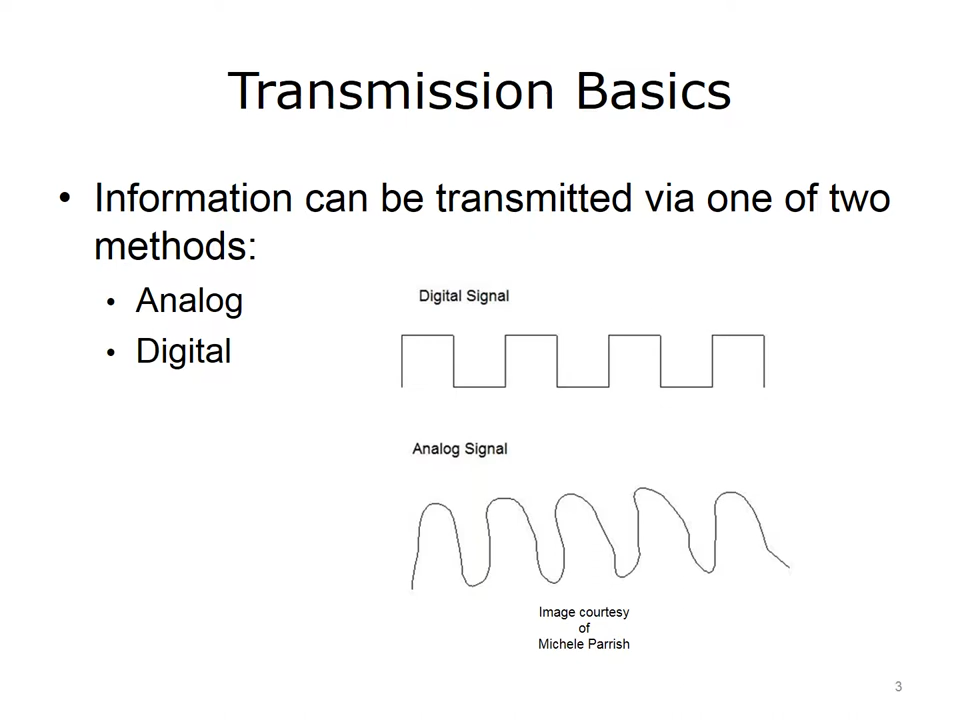 Transmission Basics
• Information can be transmitted via one of two
methods:
• Analog
• Digital
Digital Signal
Analog Signal
Image courtesy
of
Michele Parrish
3